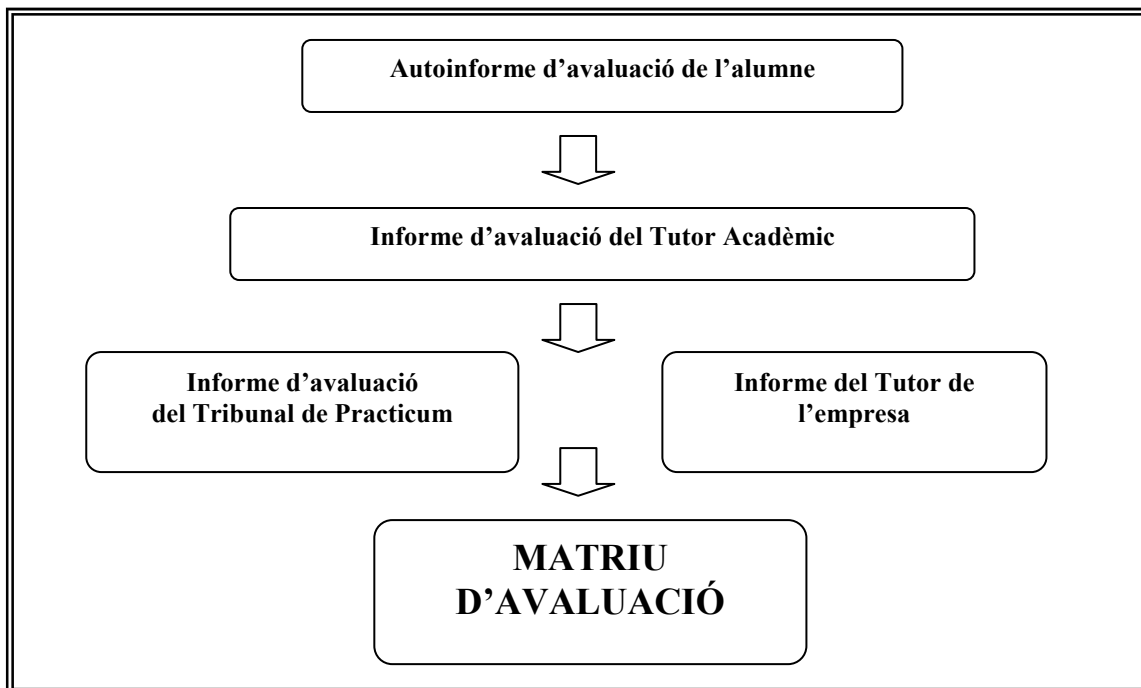 Autoinforme d’avaluació de l’alumne
Informe d’avaluació del Tutor Acadèmic
Informe d’avaluació
del Tribunal de Practicum
Informe del Tutor de
l’empresa
MATRIU
D’AVALUACIÓ